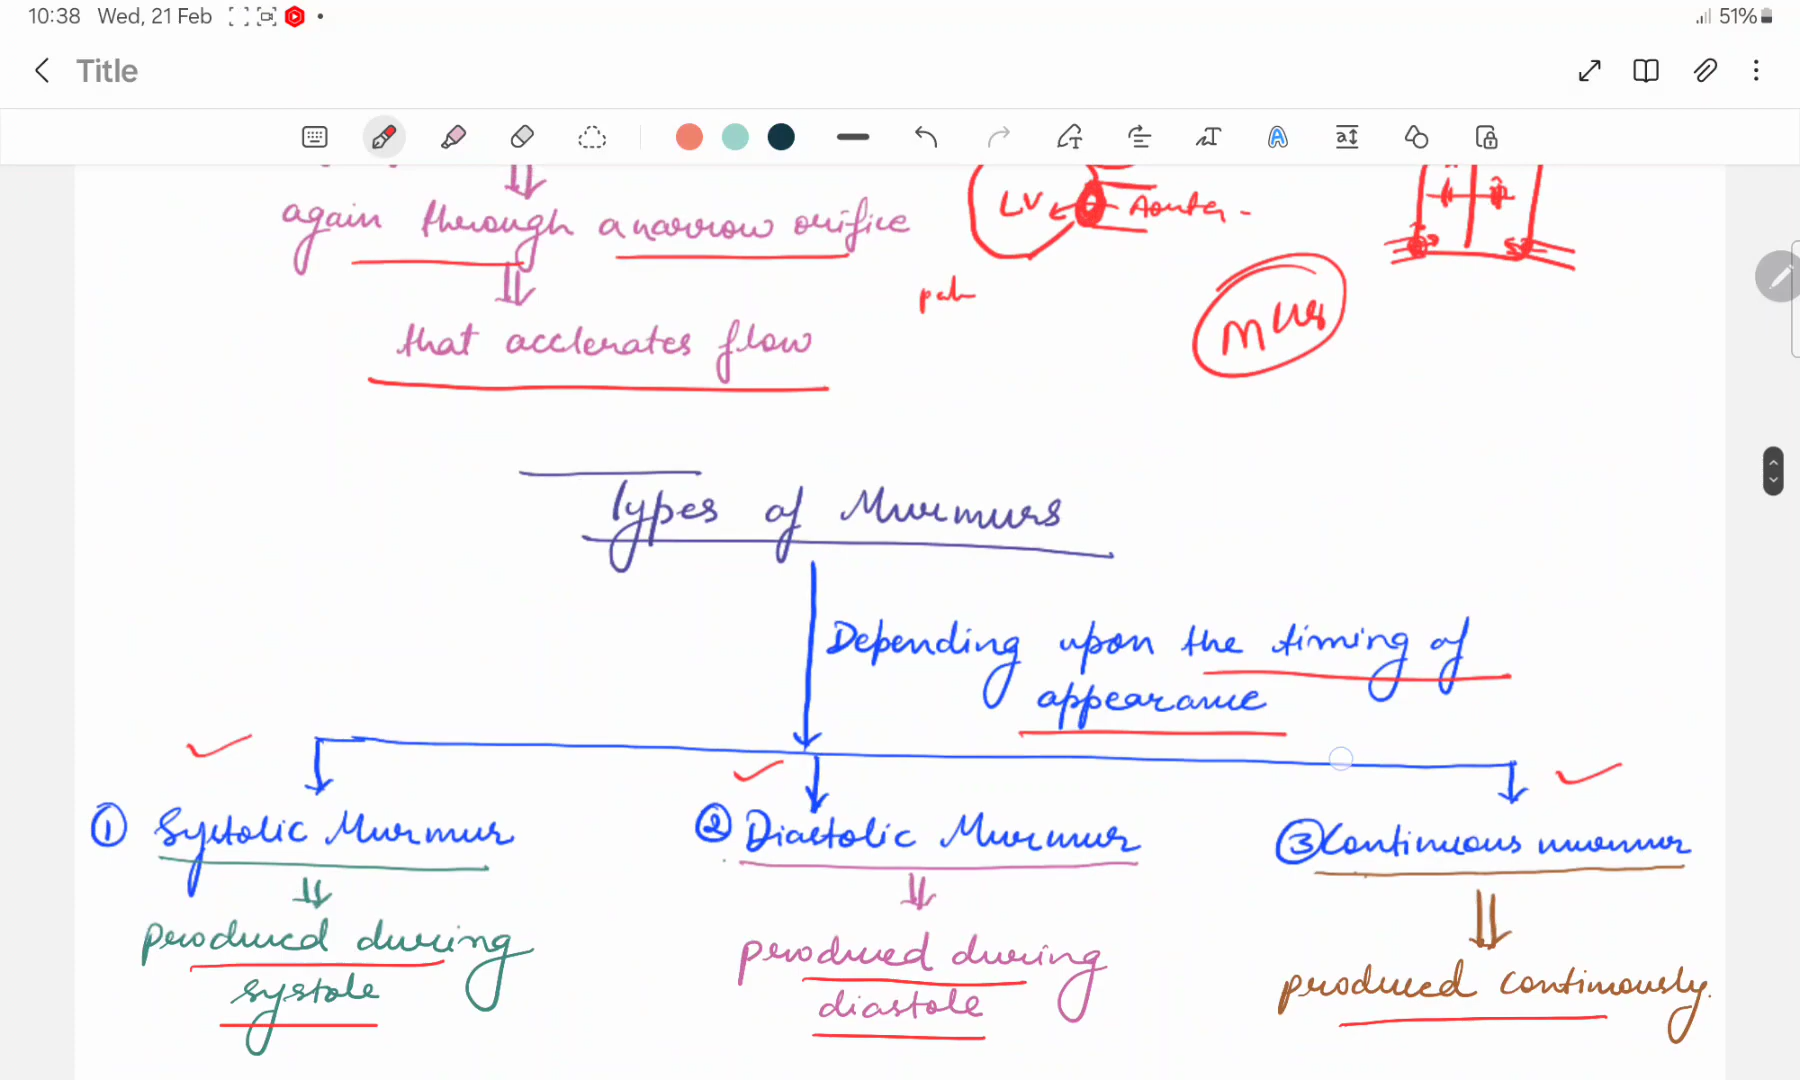 10:38 Wed, 21 Feb
51%
Title
again through a narrow orifice
LV Aorta -
that acclerates flow
Types of Murmurs
Depending upon the timing of
appearance
① Systolic Murmur
② Diastolic Murmur
③ Continuous murmur
produced during
systole
produced during
diastole
produced continuously.